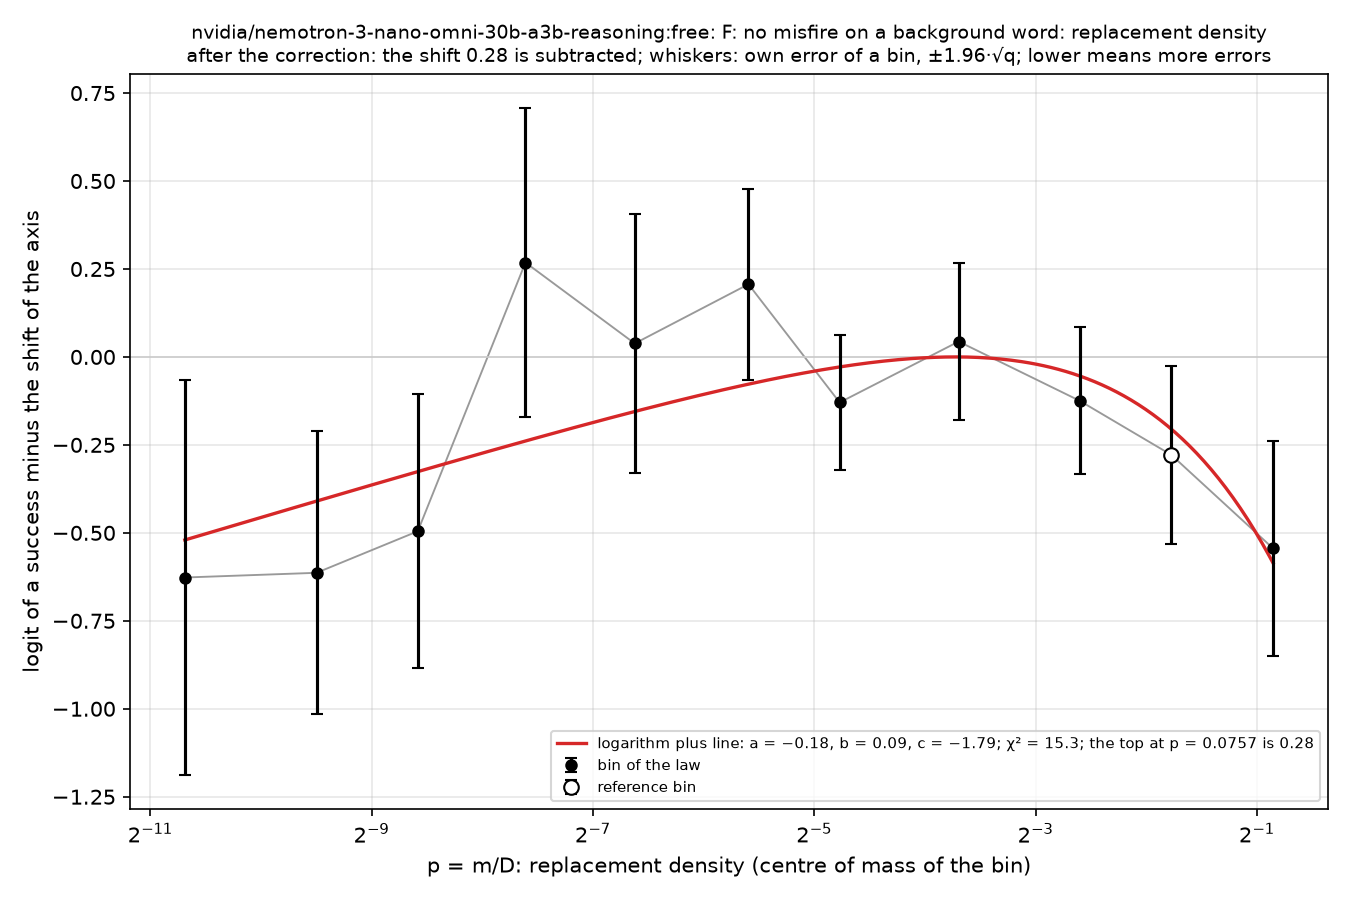 nvidia/nemotron-3-nano-omni-30b-a3b-reasoning:free: F: no misfire on a background word: replacement density
after the correction: the shift 0.28 is subtracted; whiskers: own error of a bin, ±1.96·√q; lower means more errors
logit of a success minus the shift of the axis
0.75
0.50
0.25
0.00
−0.25
−0.50
−0.75
−1.00
−1.25
logarithm plus line: a = −0.18, b = 0.09, c = −1.79; χ² = 15.3; the top at p = 0.0757 is 0.28
bin of the law
reference bin
2⁻¹¹ 2⁻⁹ 2⁻⁷ 2⁻⁵ 2⁻³ 2⁻¹
p = m/D: replacement density (centre of mass of the bin)